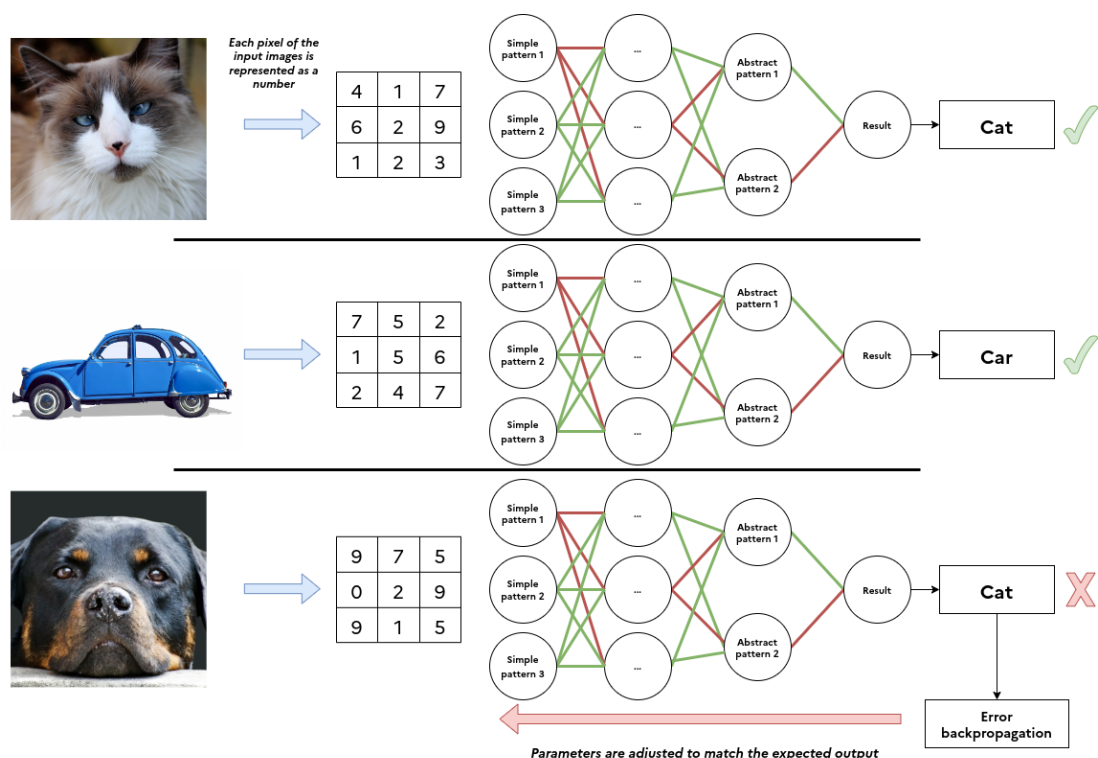 Each pixel of the
input images is
represented as a
number
4 1 7
6 2 9
1 2 3
Simple
pattern 1
Simple
pattern 2
Simple
pattern 3
...
...
...
Abstract
pattern 1
Abstract
pattern 2
Result
Cat
7 5 2
1 5 6
2 4 7
Simple
pattern 1
Simple
pattern 2
Simple
pattern 3
...
...
...
Abstract
pattern 1
Abstract
pattern 2
Result
Car
9 7 5
0 2 9
9 1 5
Simple
pattern 1
Simple
pattern 2
Simple
pattern 3
...
...
...
Abstract
pattern 1
Abstract
pattern 2
Result
Cat
X
Error
backpropagation
Parameters are adjusted to match the expected output